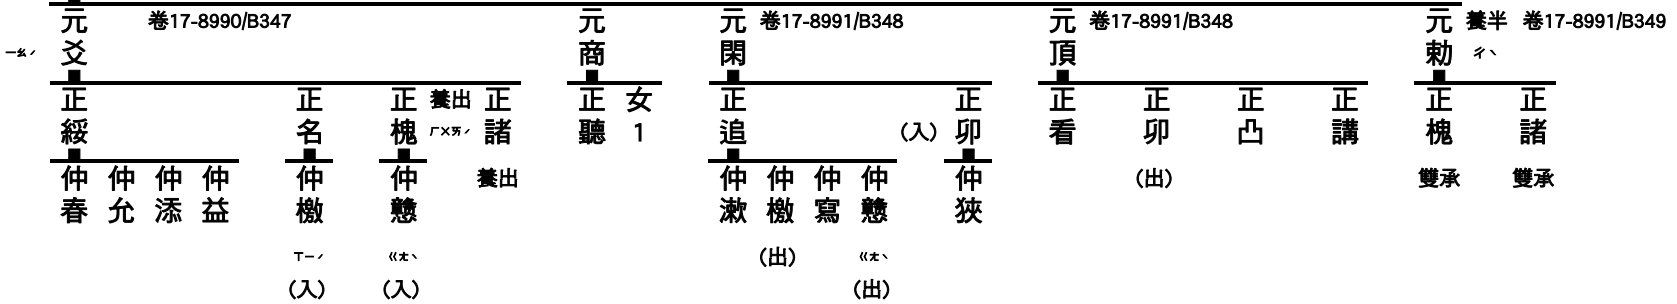 元 卷17-8990/B347 元 元 卷17-8991/B348 元 卷17-8991/B348 元 養半 卷17-8991/B349
ㄧㄠˊ 爻 商 閑 頂 勅 ㄔˋ
正 正 正 養出 正 正 女 正 正 正 正 正 正 正 正
綏 名 槐 ㄏㄨㄞˊ 諸 聽 1 追 (入) 卯 看 卯 凸 講 槐 諸
仲 仲 仲 仲 仲 仲 養出 仲 仲 仲 仲 仲 (出) 雙承 雙承
春 允 添 益 檄 戇 漱 檄 寫 戇 狹
ㄒㄧˊ ㄍㄤˋ (出) ㄍㄤˋ
(入) (入) (出)